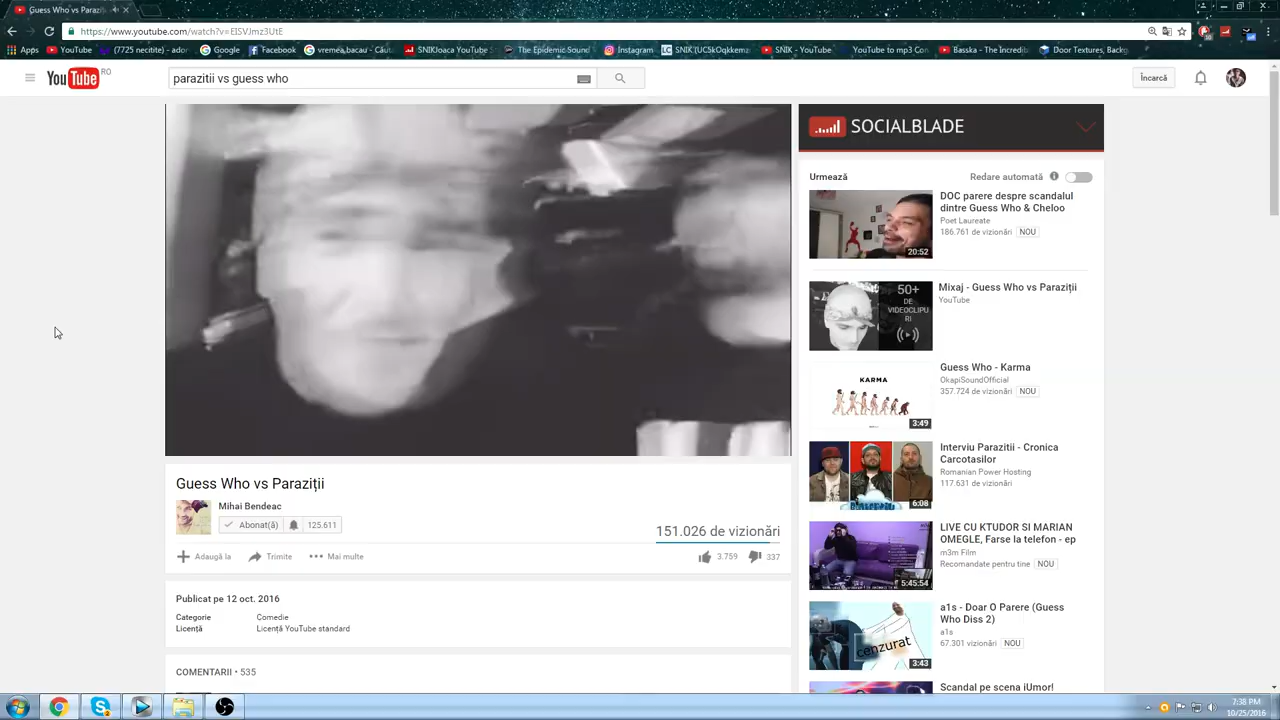 Guess Who vs Paraziții
https://www.youtube.com/watch?v=EISVJmz3UtE
Apps
YouTube
(7725 necitite) - ador
Google
Facebook
vremea,bacau - Căut
SNIKJoaca YouTube
The Epidemic Sound
Instagram
SNIK (UC5kOqkkemz
SNIK - YouTube
YouTube to mp3 Co
Basska - The Incredib
Door Textures, Backg
YouTube RO
parazitii vs guess who
Încarcă
SOCIALBLADE
Urmează
Redare automată
DOC parere despre scandalul
dintre Guess Who & Cheloo
Poet Laureate
186.761 de vizionări NOU
20:52
Mixaj - Guess Who vs Paraziții
YouTube
50+
DE
VIDEOCLIPU
RI
Guess Who - Karma
OkapiSoundOfficial
357.724 de vizionări NOU
KARMA
3:49
Interviu Parazitii - Cronica
Carcotasilor
Romanian Power Hosting
117.631 de vizionări
6:08
LIVE CU KTUDOR SI MARIAN
OMEGLE, Farse la telefon - ep
m3m Film
Recomandate pentru tine NOU
5:45:54
a1s - Doar O Parere (Guess
Who Diss 2)
a1s
67.301 vizionări NOU
cenzurat
3:43
Scandal pe scena iUmor!
Guess Who vs Paraziții
Mihai Bendeac
Abonat(ă) 125.611
151.026 de vizionări
Adaugă la
Trimite
Mai multe
3.759
337
Publicat pe 12 oct. 2016
Categorie Comedie
Licență Licență YouTube standard
COMENTARII • 535
7:38 PM
10/25/2016